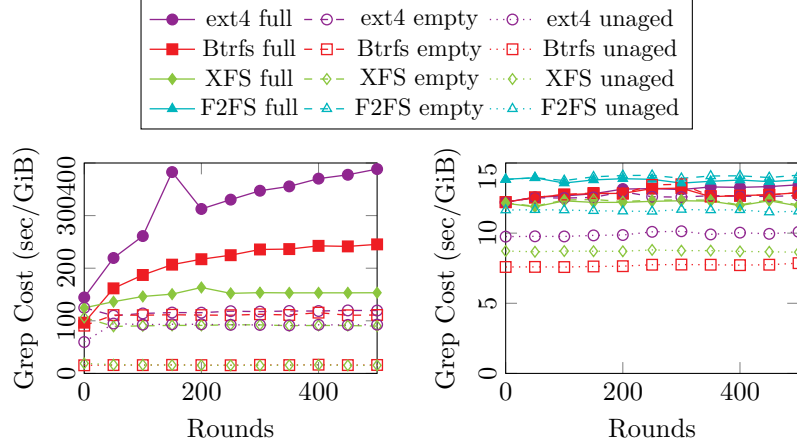 ext4 full ext4 empty ext4 unaged
Btrfs full Btrfs empty Btrfs unaged
XFS full XFS empty XFS unaged
F2FS full F2FS empty F2FS unaged
Grep Cost (sec/GiB)
0
100
200
300
400
0 200 400
Rounds
Grep Cost (sec/GiB)
0
5
10
15
0 200 400
Rounds